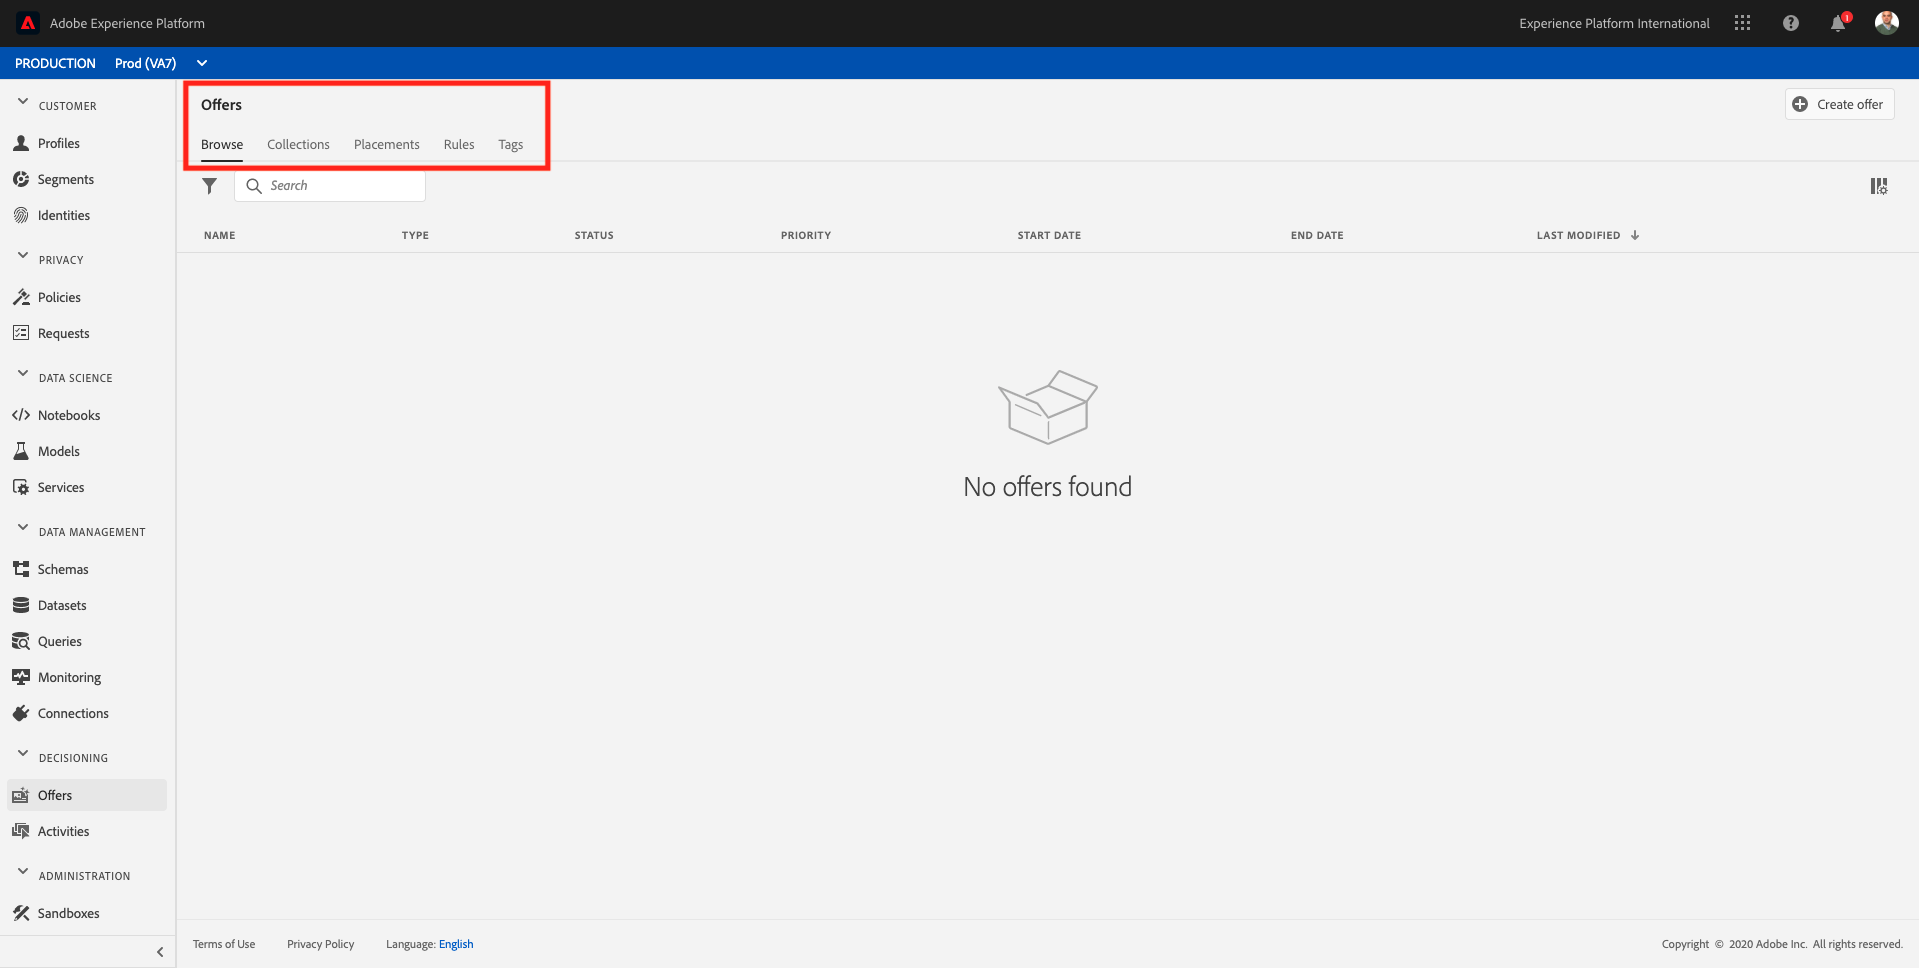 Adobe Experience Platform
Experience Platform International
1
PRODUCTION Prod (VA7)
CUSTOMER
Profiles
Segments
Identities
PRIVACY
Policies
Requests
DATA SCIENCE
Notebooks
Models
Services
DATA MANAGEMENT
Schemas
Datasets
Queries
Monitoring
Connections
DECISIONING
Offers
Activities
ADMINISTRATION
Sandboxes
Offers
Create offer
Browse Collections Placements Rules Tags
Search
NAME TYPE STATUS PRIORITY START DATE END DATE LAST MODIFIED
No offers found
Terms of Use Privacy Policy Language: English
Copyright © 2020 Adobe Inc. All rights reserved.